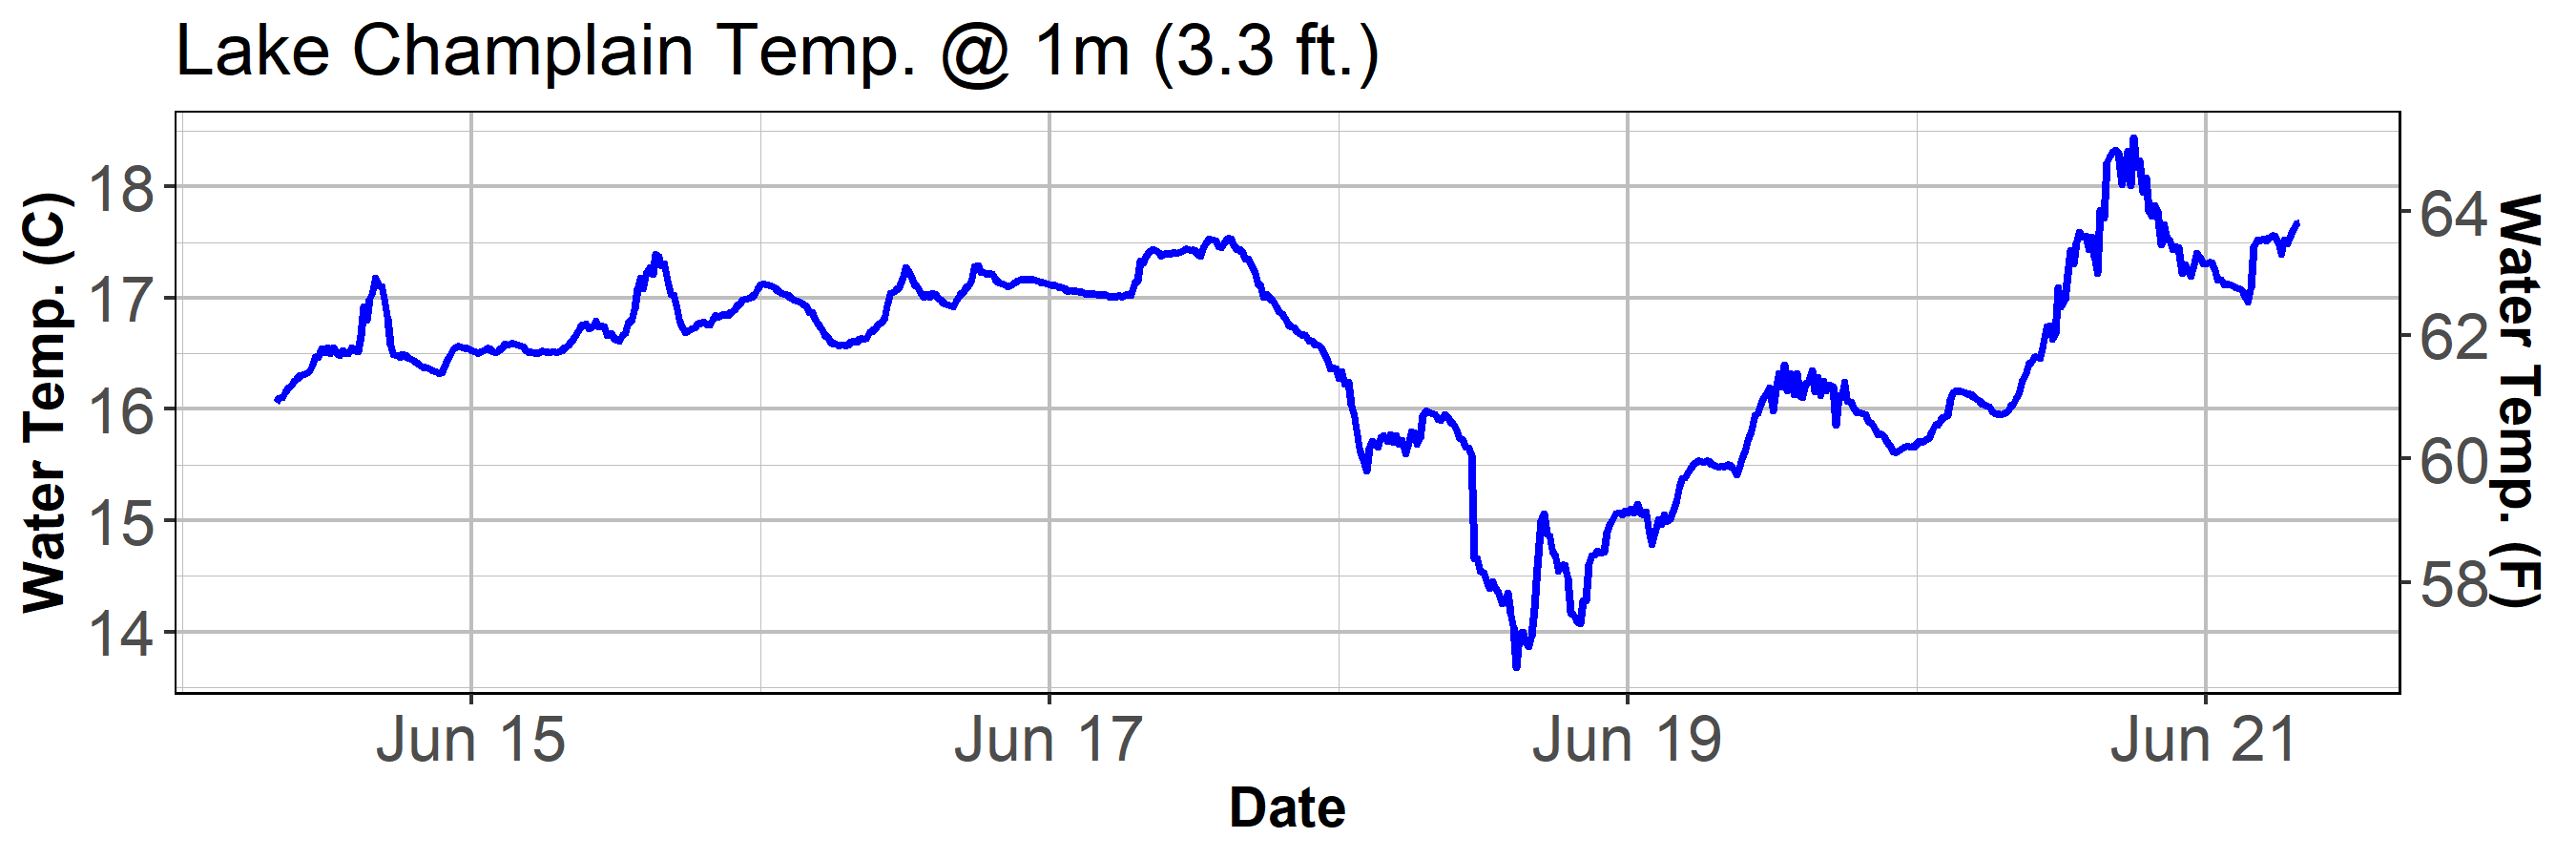 Lake Champlain Temp. @ 1m (3.3 ft.)
Water Temp. (C)
18
17
16
15
14
64
62
60
58
Water Temp. (F)
Jun 15
Jun 17
Jun 19
Jun 21
Date